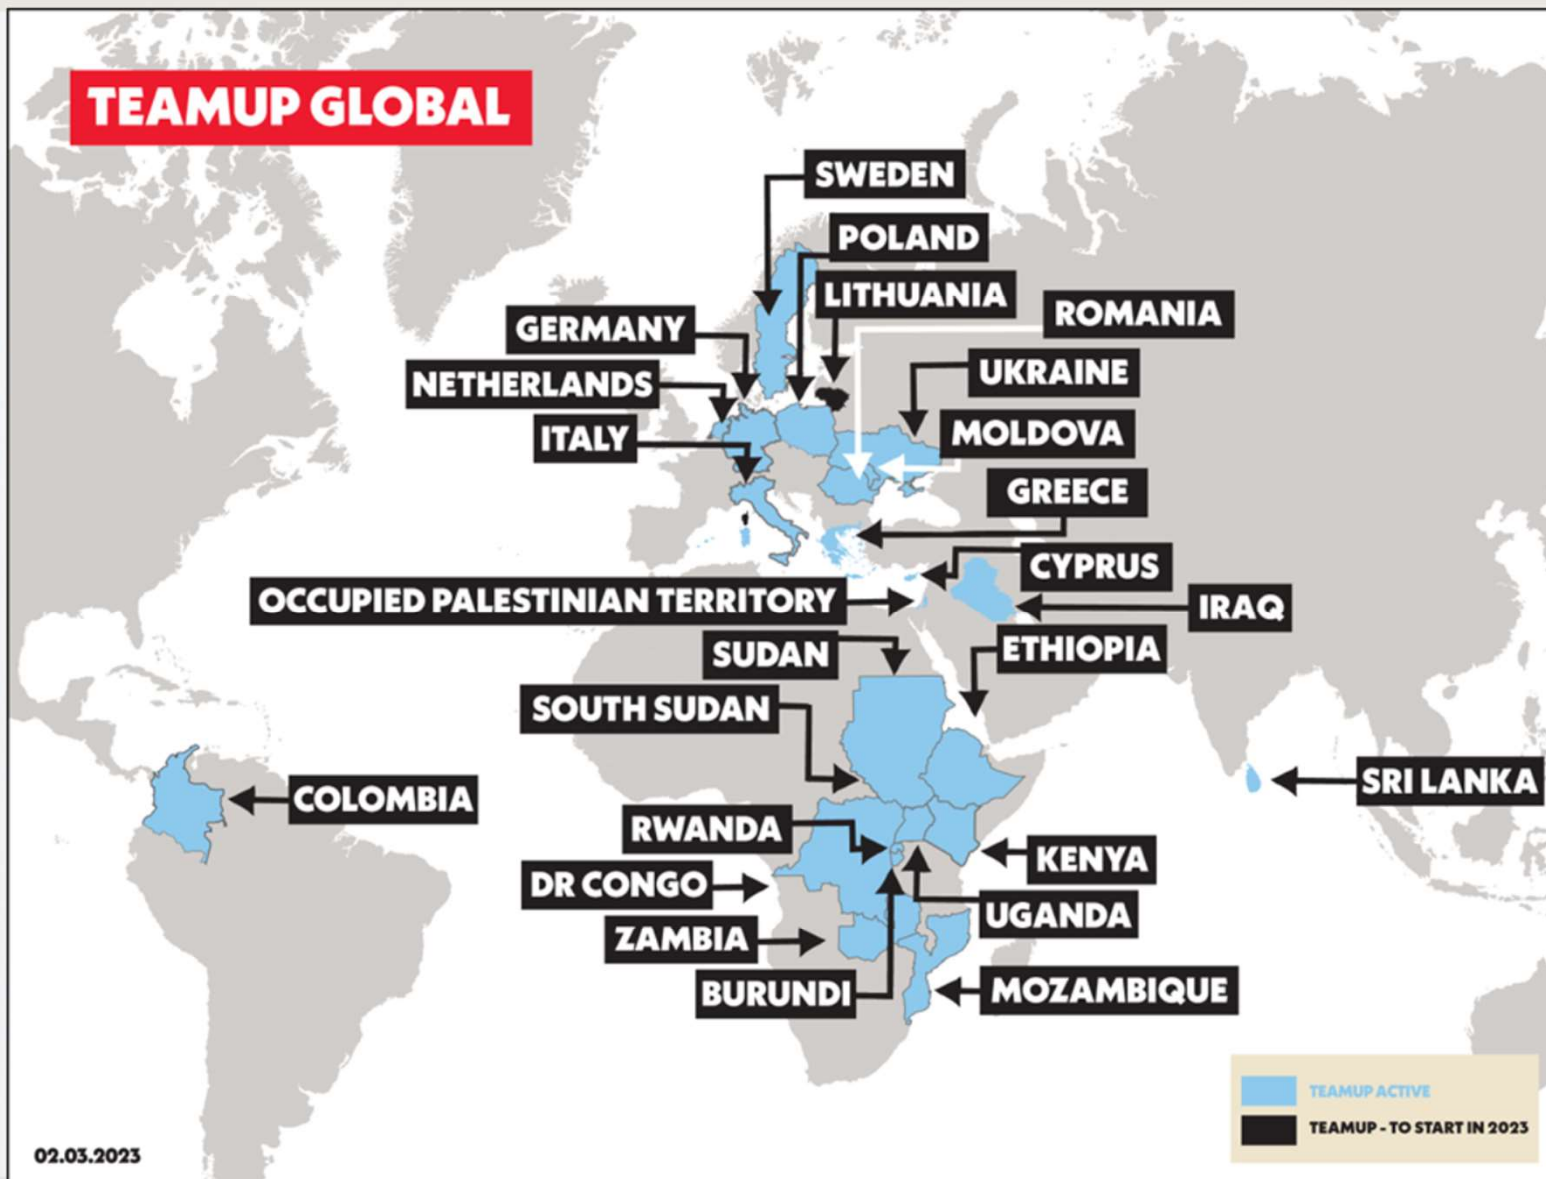 TEAMUP GLOBAL
SWEDEN
POLAND
LITHUANIA
ROMANIA
GERMANY
UKRAINE
NETHERLANDS
MOLDOVA
ITALY
GREECE
CYPRUS
OCCUPIED PALESTINIAN TERRITORY
IRAQ
SUDAN
ETHIOPIA
SOUTH SUDAN
SRI LANKA
COLOMBIA
RWANDA
KENYA
DR CONGO
UGANDA
ZAMBIA
BURUNDI
MOZAMBIQUE
TEAMUP ACTIVE
TEAMUP - TO START IN 2023
02.03.2023